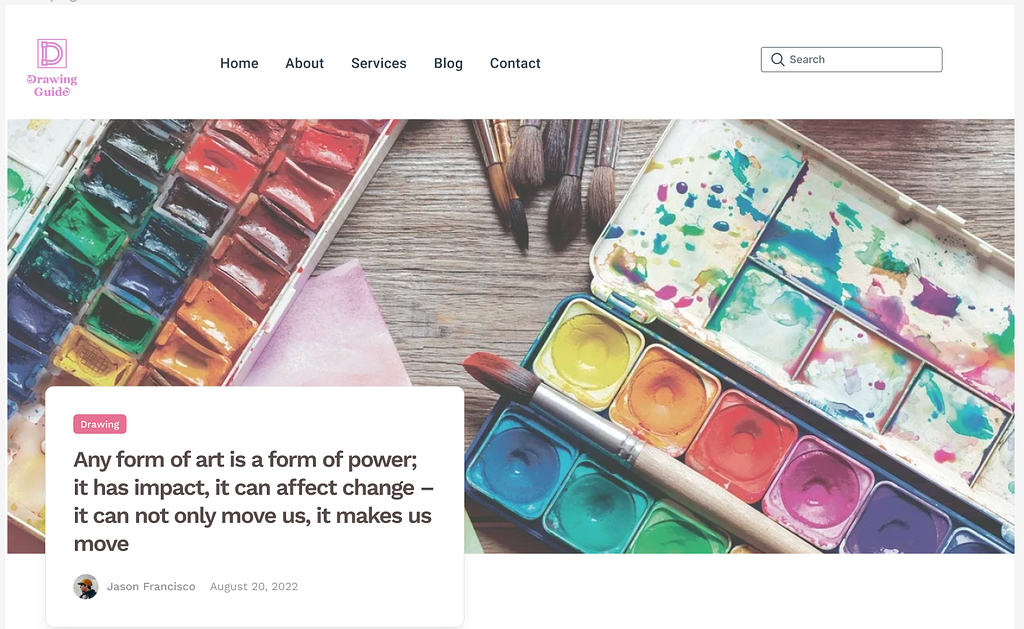 Drawing
Guide
Home About Services Blog Contact
Search
Drawing
Any form of art is a form of power;
it has impact, it can affect change –
it can not only move us, it makes us
move
Jason Francisco August 20, 2022